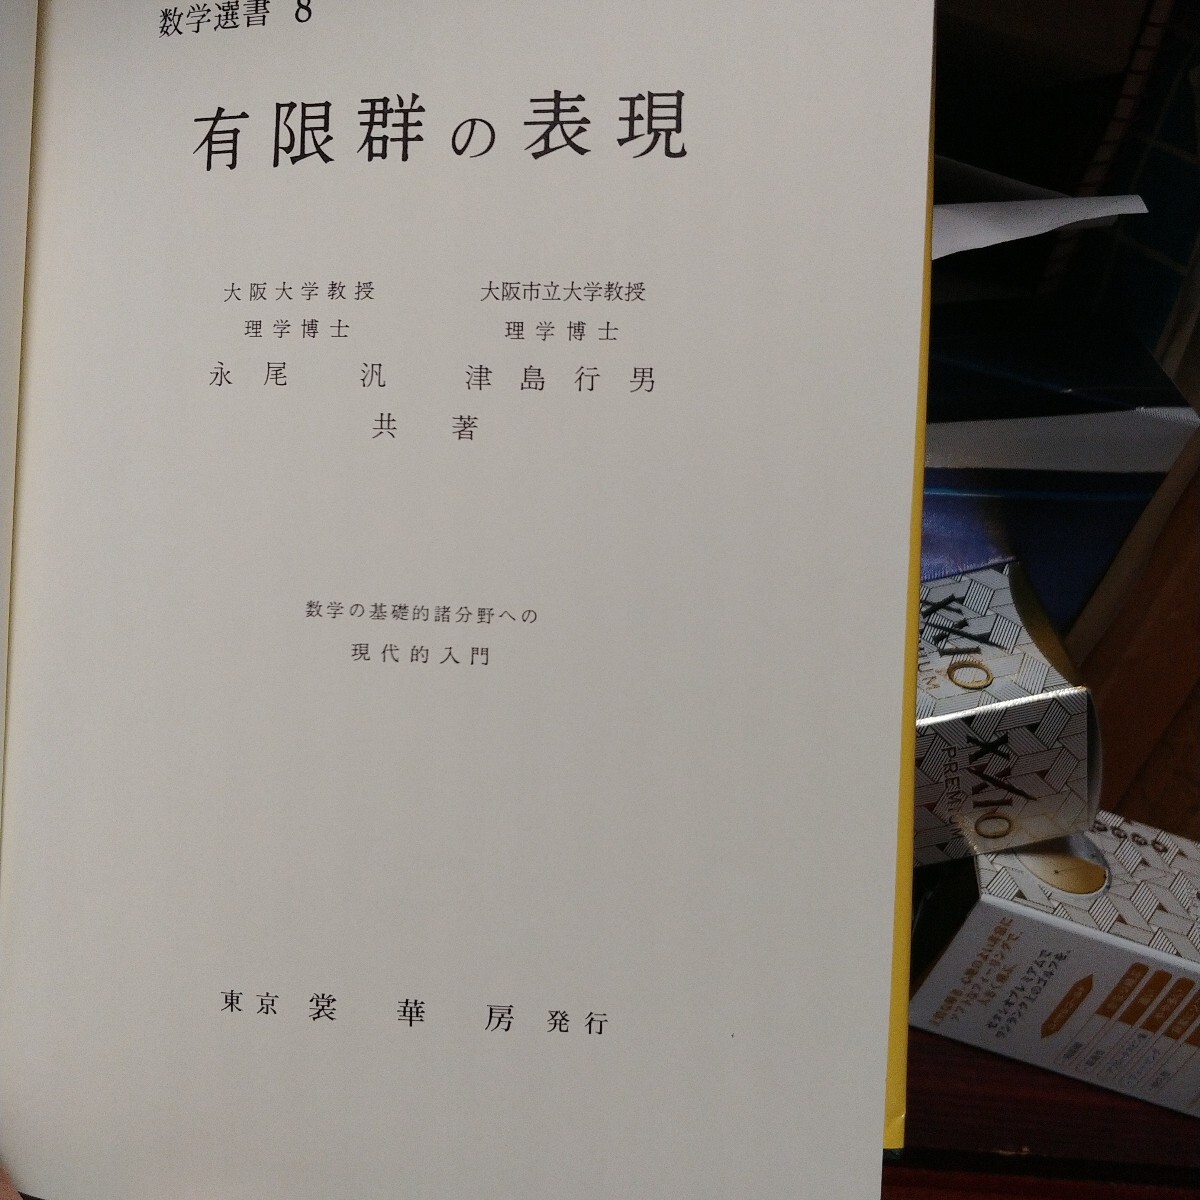 数学選書 8
有限群の表現
大阪大学教授 大阪市立大学教授
理学博士 理学博士
永尾 汎 津島行男
共著
数学の基礎的諸分野への
現代的入門
東京 裳華房 発行
XXIO
XXIO
PREMIUM